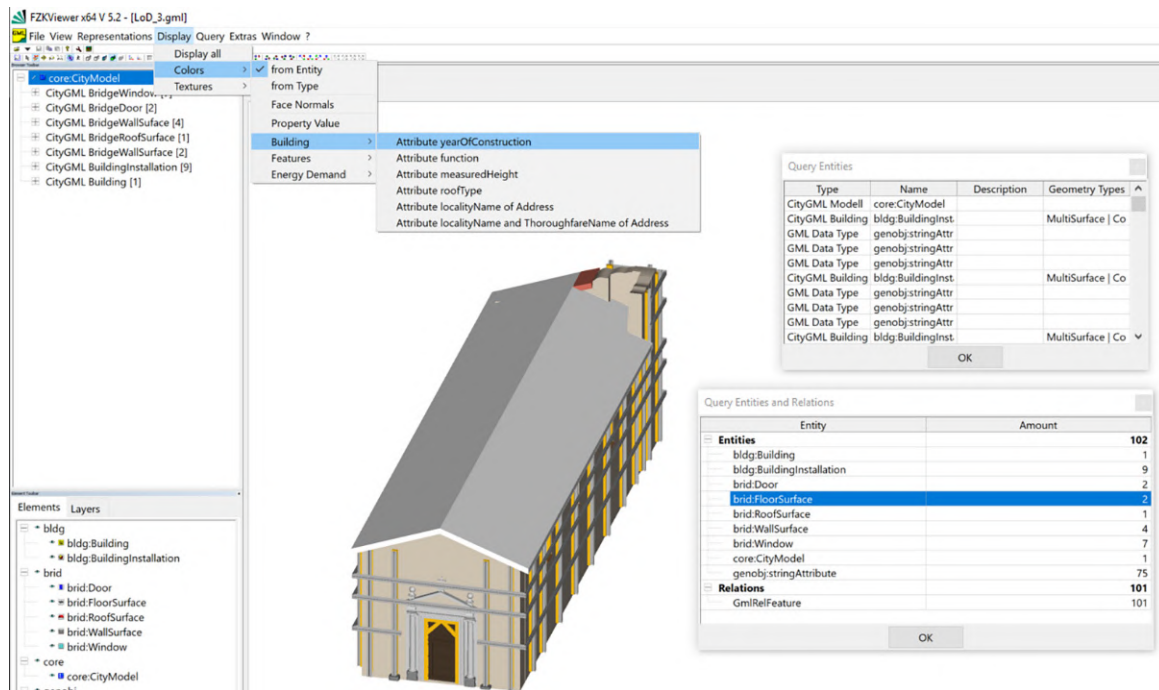 FZKViewer x64 V 5.2 - [LoD_3.gml]
File View Representations Display Query Extras Window ?
Display all
Colors
Textures
from Entity
from Type
Face Normals
Property Value
Building
Features
Energy Demand
Attribute yearOfConstruction
Attribute function
Attribute measuredHeight
Attribute roofType
Attribute localityName of Address
Attribute localityName and ThoroughfareName of Address
core:CityModel
CityGML BridgeWindow
CityGML BridgeDoor [2]
CityGML BridgeWallSuface [4]
CityGML BridgeRoofSurface [1]
CityGML BridgeWallSurface [2]
CityGML BuildingInstallation [9]
CityGML Building [1]
Query Entities
Type Name Description Geometry Types
CityGML Modell core:CityModel
CityGML Building bldg:BuildingInst. MultiSurface | Co
GML Data Type genobj:stringAttr
GML Data Type genobj:stringAttr
GML Data Type genobj:stringAttr
CityGML Building bldg:BuildingInst. MultiSurface | Co
GML Data Type genobj:stringAttr
GML Data Type genobj:stringAttr
GML Data Type genobj:stringAttr
CityGML Building bldg:BuildingInst. MultiSurface | Co
OK
Query Entities and Relations
Entity Amount
Entities 102
bldg:Building 1
bldg:BuildingInstallation 9
brid:Door 2
brid:FloorSurface 2
brid:RoofSurface 1
brid:WallSurface 4
brid:Window 7
core:CityModel 1
genobj:stringAttribute 75
Relations 101
GmlRelFeature 101
OK
Elements Layers
bldg
bldg:Building
bldg:BuildingInstallation
brid
brid:Door
brid:FloorSurface
brid:RoofSurface
brid:WallSurface
brid:Window
core
core:CityModel